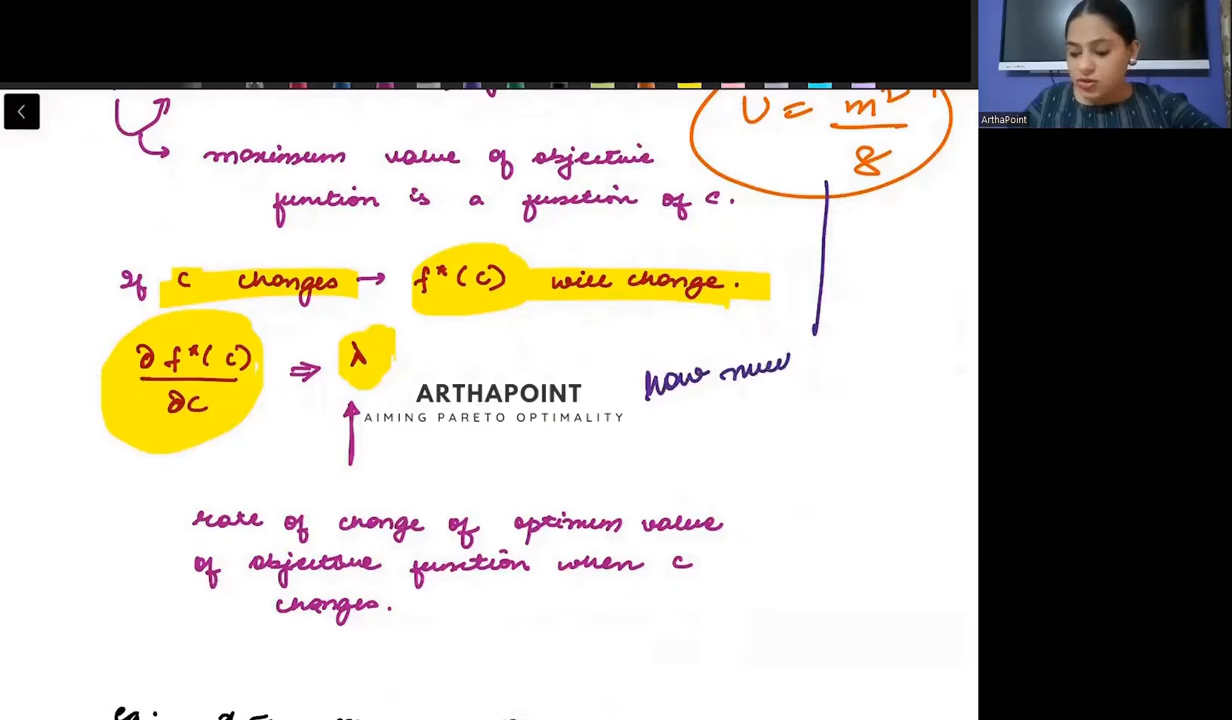 U = m²/8
maximum value of objective
function is a function of c.
If c changes → f*(c) will change.
∂f*(c)/∂c ⇒ λ
how muc
ARTHAPOINT
AIMING PARETO OPTIMALITY
rate of change of optimum value
of objective function when c
changes.
ArthaPoint